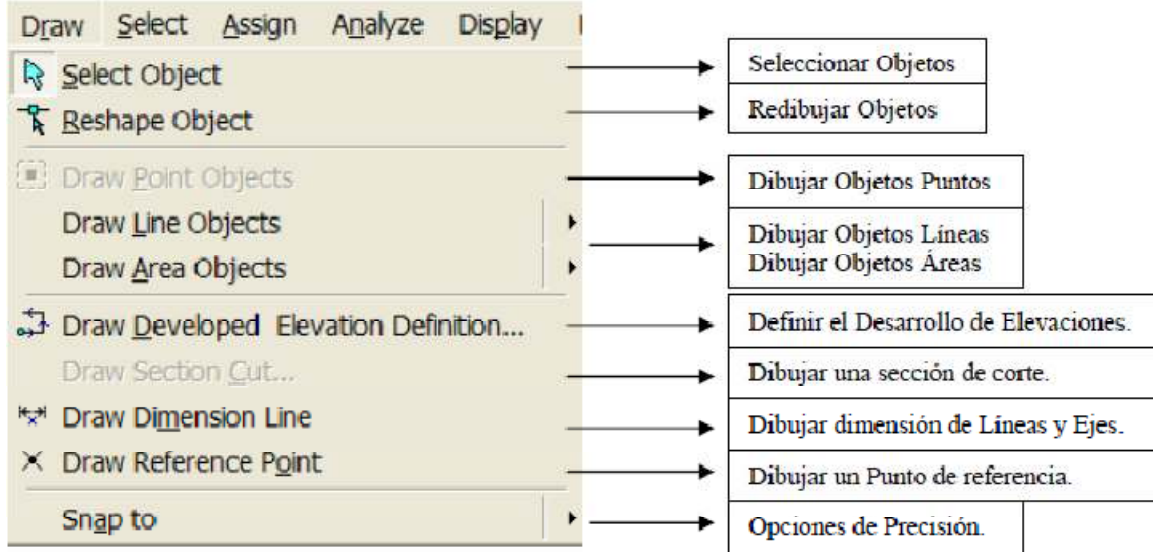 Draw Select Assign Analyze Display
Select Object
Seleccionar Objetos
Reshape Object
Redibujar Objetos
Draw Point Objects
Dibujar Objetos Puntos
Draw Line Objects
Dibujar Objetos Líneas
Draw Area Objects
Dibujar Objetos Áreas
Draw Developed Elevation Definition...
Definir el Desarrollo de Elevaciones.
Draw Section Cut...
Dibujar una sección de corte.
Draw Dimension Line
Dibujar dimensión de Líneas y Ejes.
Draw Reference Point
Dibujar un Punto de referencia.
Snap to
Opciones de Precisión.